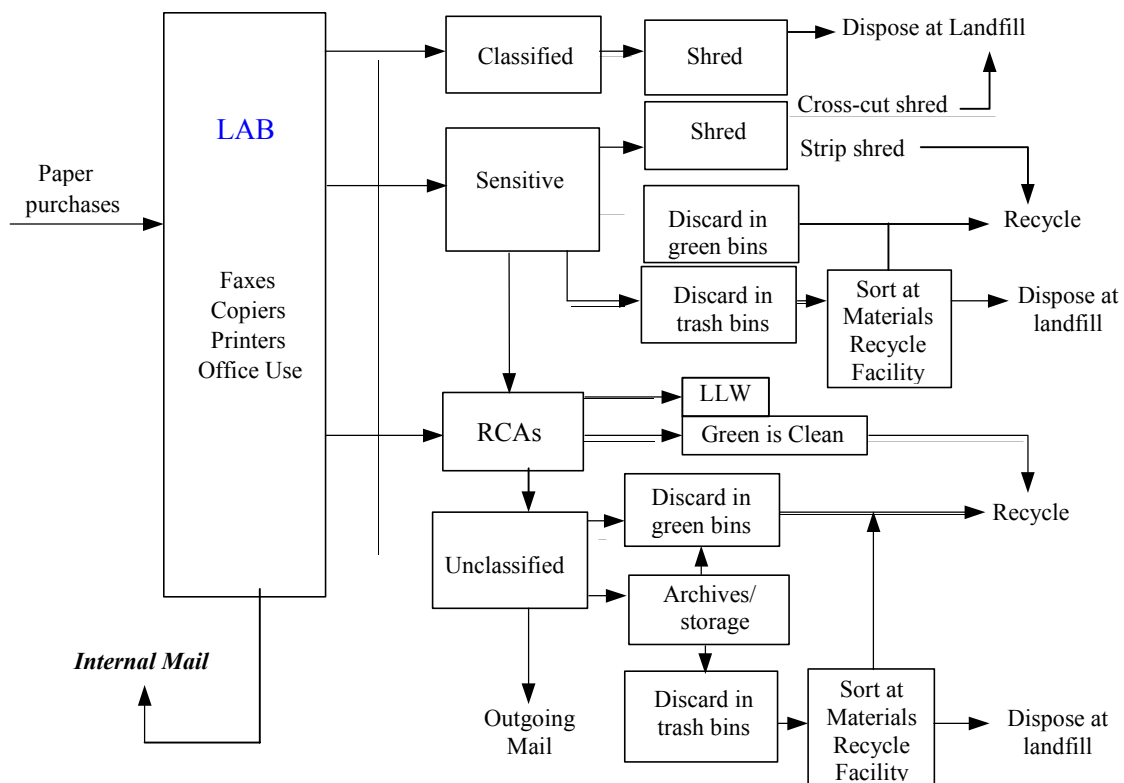 Paper
purchases
LAB
Faxes
Copiers
Printers
Office Use
Internal Mail
Classified
Shred
Dispose at Landfill
Cross-cut shred
Sensitive
Shred
Strip shred
Discard in
green bins
Recycle
Discard in
trash bins
Sort at
Materials
Recycle
Facility
Dispose at
landfill
RCAs
LLW
Green is Clean
Unclassified
Discard in
green bins
Recycle
Archives/
storage
Outgoing
Mail
Discard in
trash bins
Sort at
Materials
Recycle
Facility
Dispose at
landfill